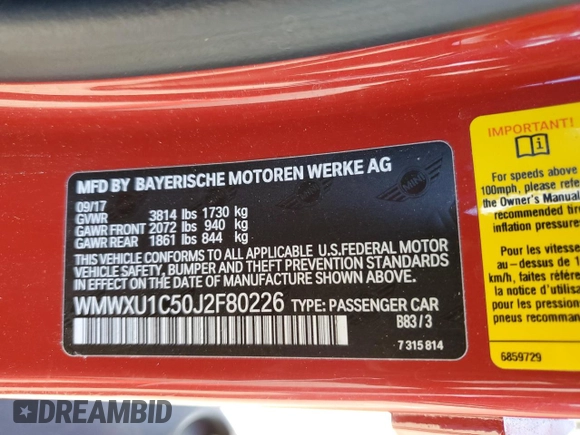 MFD BY BAYERISCHE MOTOREN WERKE AG
09/17
GVWR 3814 lbs 1730 kg
GAWR FRONT 2072 lbs 940 kg
GAWR REAR 1861 lbs 844 kg
THIS VEHICLE CONFORMS TO ALL APPLICABLE U.S.FEDERAL MOTOR
VEHICLE SAFETY, BUMPER AND THEFT PREVENTION STANDARDS
IN EFFECT ON THE DATE OF MANUFACTURE SHOWN ABOVE.
WMWXU1C50J2F80226 TYPE: PASSENGER CAR
B83/3
7 315 814
MINI
IMPORTANT!
For speeds above
100mph, please refe
the Owner's Manual
recommended tire
inflation pressure
Pour les vitesse
au-dessus de 1
km/h, faites référe
la notice d'utilisati
pour les pression
6859729
DREAMBID